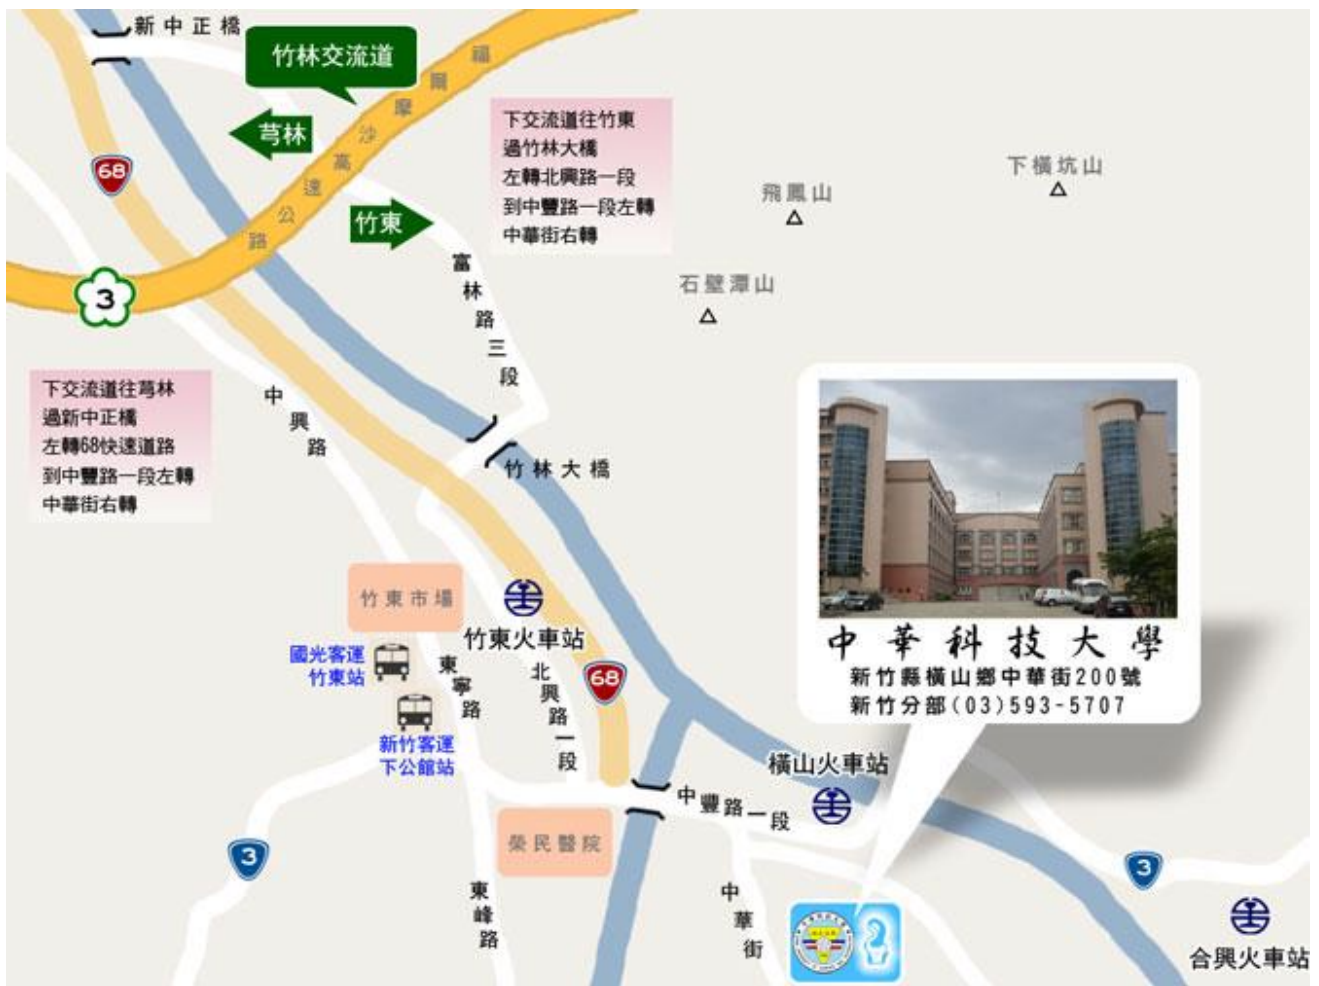 新中正橋
竹林交流道
福爾摩沙高速公路
芎林
68
竹東
下交流道往竹東
過竹林大橋
左轉北興路一段
到中豐路一段左轉
中華街右轉
下橫坑山
飛鳳山
石壁潭山
3
富林路三段
下交流道往芎林
過新中正橋
左轉68快速道路
到中豐路一段左轉
中華街右轉
中興路
竹林大橋
竹東市場
竹東火車站
國光客運
竹東站
東寧路
北興路一段
68
新竹客運
下公館站
中華科技大學
新竹縣橫山鄉中華街200號
新竹分部(03)593-5707
橫山火車站
中豐路一段
榮民醫院
3
3
東峰路
中華街
合興火車站